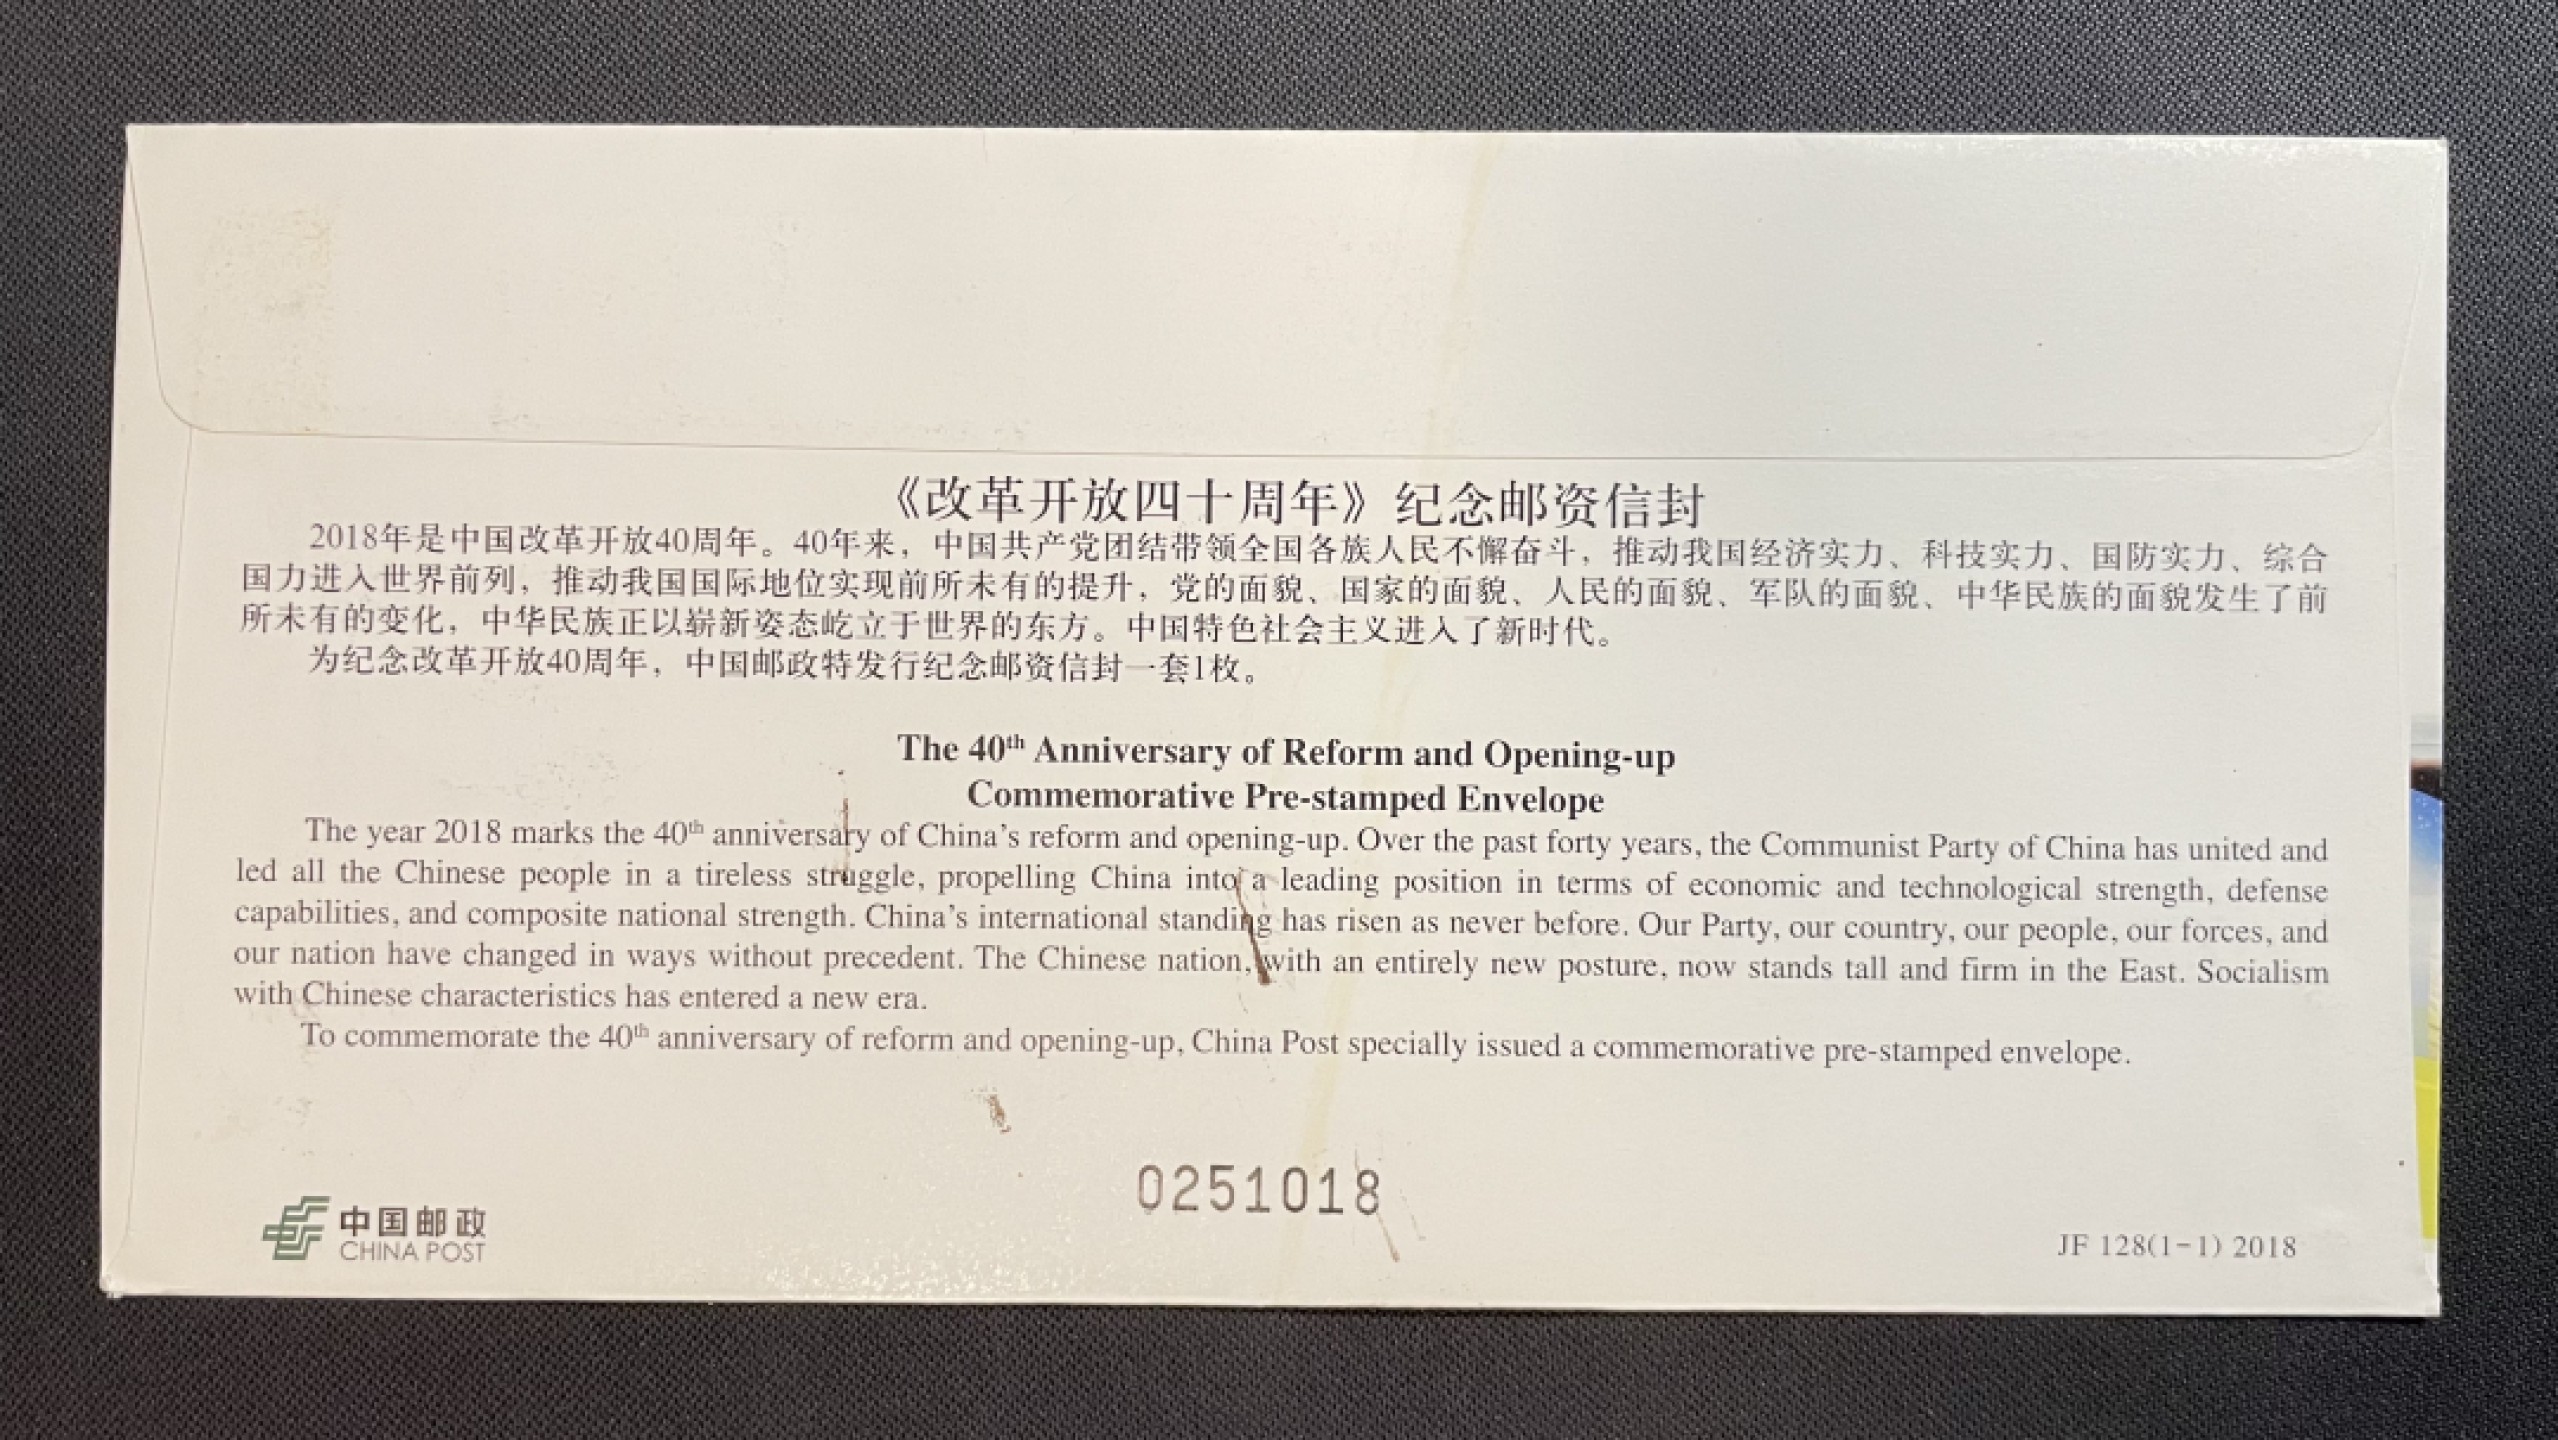 《改革开放四十周年》纪念邮资信封
2018年是中国改革开放40周年。40年来，中国共产党团结带领全国各族人民不懈奋斗，推动我国经济实力、科技实力、国防实力、综合
国力进入世界前列，推动我国国际地位实现前所未有的提升，党的面貌、国家的面貌、人民的面貌、军队的面貌、中华民族的面貌发生了前
所未有的变化，中华民族正以崭新姿态屹立于世界的东方。中国特色社会主义进入了新时代。
为纪念改革开放40周年，中国邮政特发行纪念邮资信封一套1枚。
The 40th Anniversary of Reform and Opening-up
Commemorative Pre-stamped Envelope
The year 2018 marks the 40th anniversary of China's reform and opening-up. Over the past forty years, the Communist Party of China has united and
led all the Chinese people in a tireless struggle, propelling China into a leading position in terms of economic and technological strength, defense
capabilities, and composite national strength. China's international standing has risen as never before. Our Party, our country, our people, our forces, and
our nation have changed in ways without precedent. The Chinese nation, with an entirely new posture, now stands tall and firm in the East. Socialism
with Chinese characteristics has entered a new era.
To commemorate the 40th anniversary of reform and opening-up, China Post specially issued a commemorative pre-stamped envelope.
0251018
中国邮政
CHINA POST
JF 128(1-1) 2018